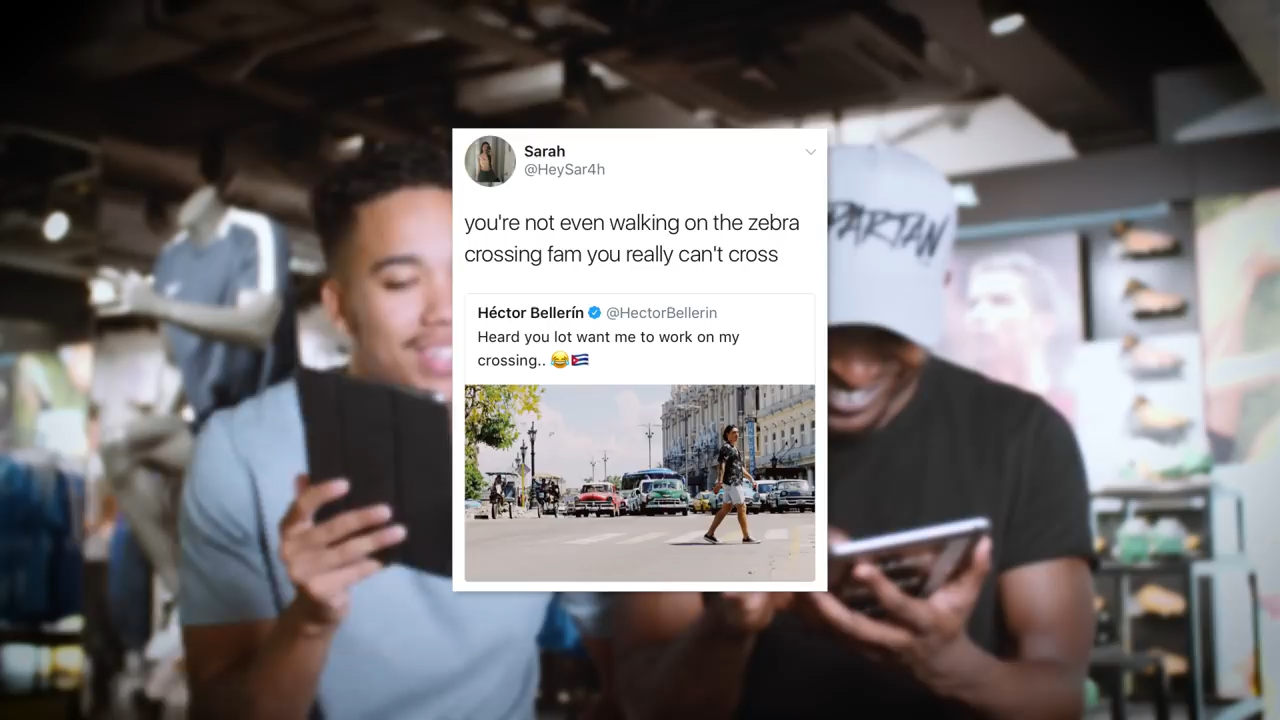 Sarah
@HeySar4h
you're not even walking on the zebra
crossing fam you really can't cross
Héctor Bellerín @HectorBellerin
Heard you lot want me to work on my
crossing.. 😂🇨🇺
SPARTAN